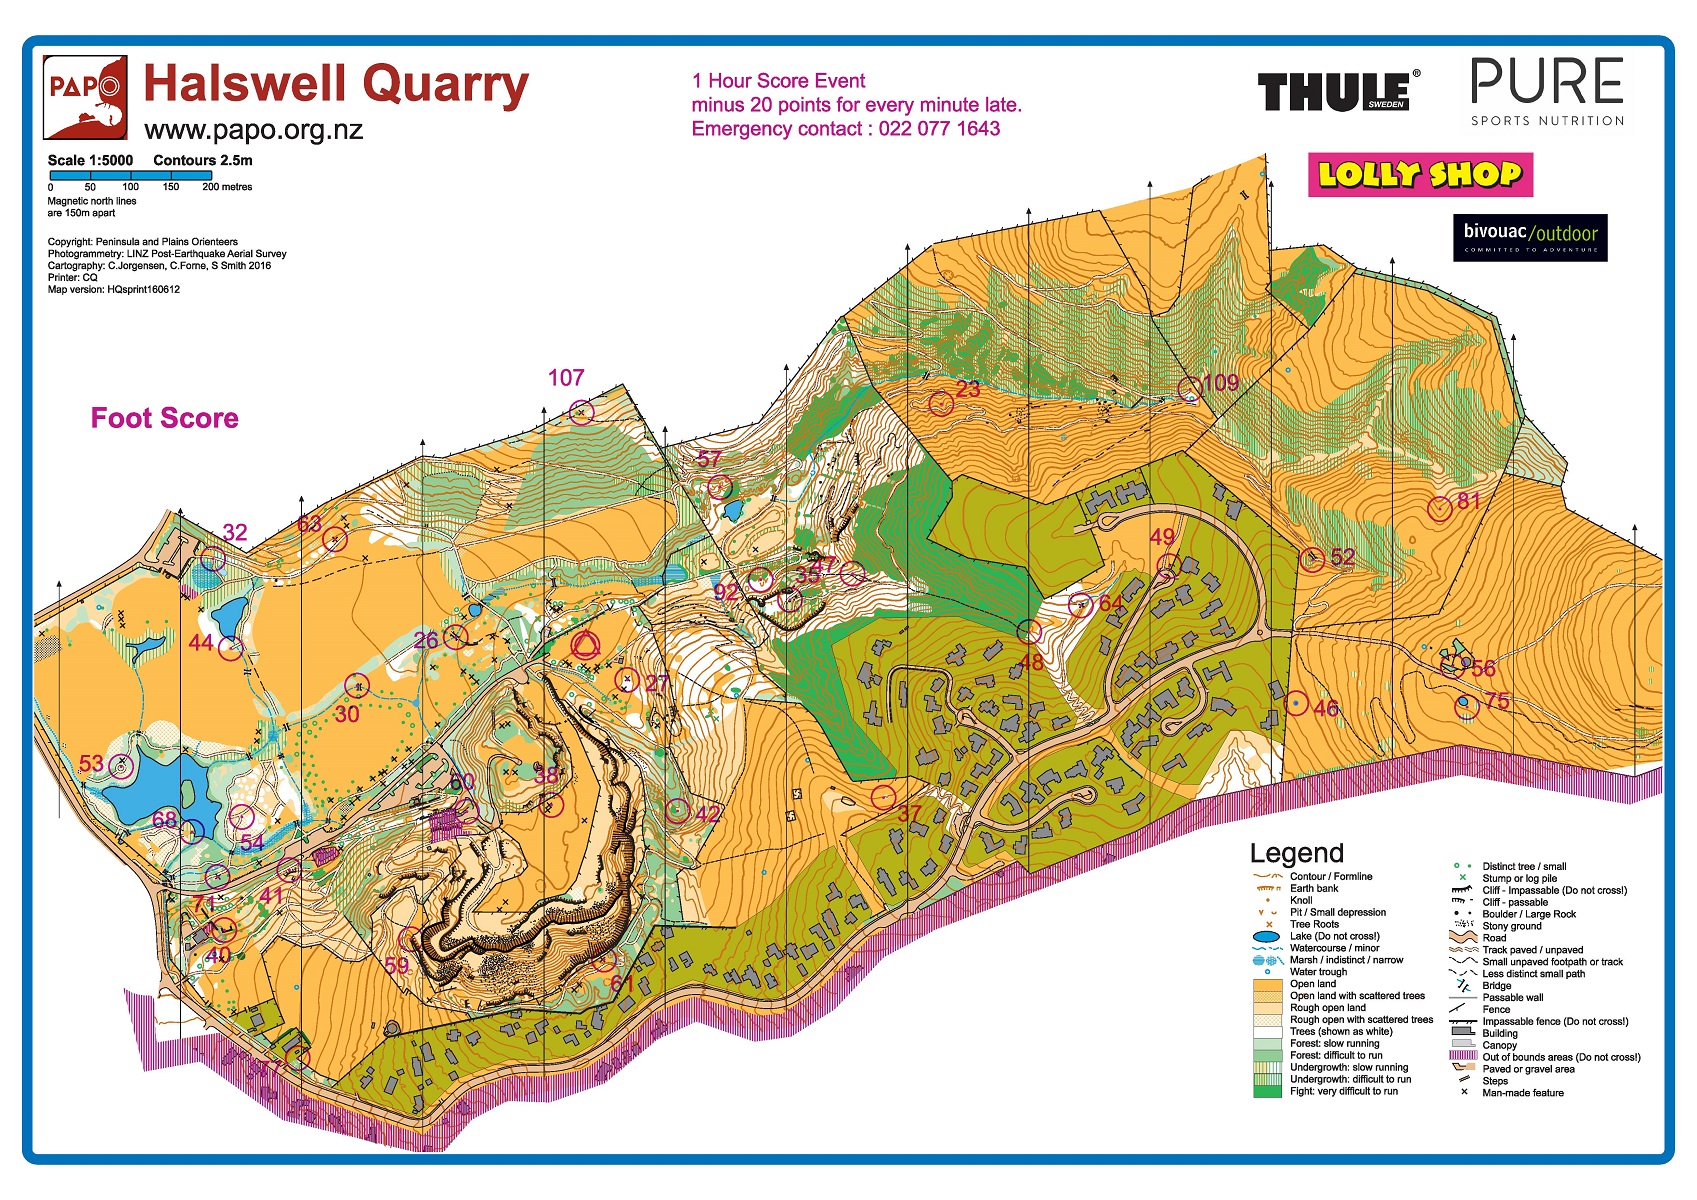 PAPO
Halswell Quarry
www.papo.org.nz
Scale 1:5000 Contours 2.5m
0 50 100 150 200 metres
Magnetic north lines
are 150m apart
Copyright: Peninsula and Plains Orienteers
Photogrammetry: LINZ Post-Earthquake Aerial Survey
Cartography: C.Jorgensen, C.Forne, S Smith 2016
Printer: CQ
Map version: HQsprint160612
1 Hour Score Event
minus 20 points for every minute late.
Emergency contact : 022 077 1643
THULE®
SWEDEN
PURE
SPORTS NUTRITION
LOLLY SHOP
bivouac/outdoor
COMMITTED TO ADVENTURE
Foot Score
107
23
109
57
32
63
81
49
52
47
35
92
64
44
26
48
56
27
30
46
75
53
60
38
42
37
68
54
71
41
40
59
61
77
Legend
Contour / Formline
Earth bank
Knoll
Pit / Small depression
Tree Roots
Lake (Do not cross!)
Watercourse / minor
Marsh / indistinct / narrow
Water trough
Open land
Open land with scattered trees
Rough open land
Rough open with scattered trees
Trees (shown as white)
Forest: slow running
Forest: difficult to run
Undergrowth: slow running
Undergrowth: difficult to run
Fight: very difficult to run
Distinct tree / small
Stump or log pile
Cliff - Impassable (Do not cross!)
Cliff - passable
Boulder / Large Rock
Stony ground
Road
Track paved / unpaved
Small unpaved footpath or track
Less distinct small path
Bridge
Passable wall
Fence
Impassable fence (Do not cross!)
Building
Canopy
Out of bounds areas (Do not cross!)
Paved or gravel area
Steps
Man-made feature